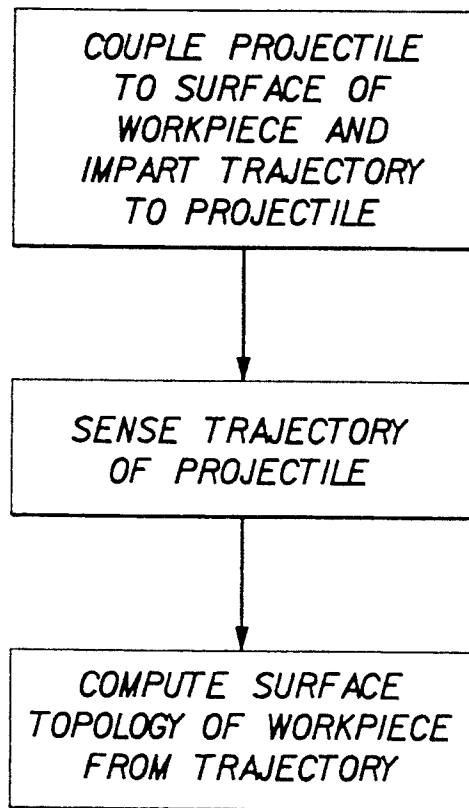 COUPLE PROJECTILE
TO SURFACE OF
WORKPIECE AND
IMPART TRAJECTORY
TO PROJECTILE
SENSE TRAJECTORY
OF PROJECTILE
COMPUTE SURFACE
TOPOLOGY OF WORKPIECE
FROM TRAJECTORY